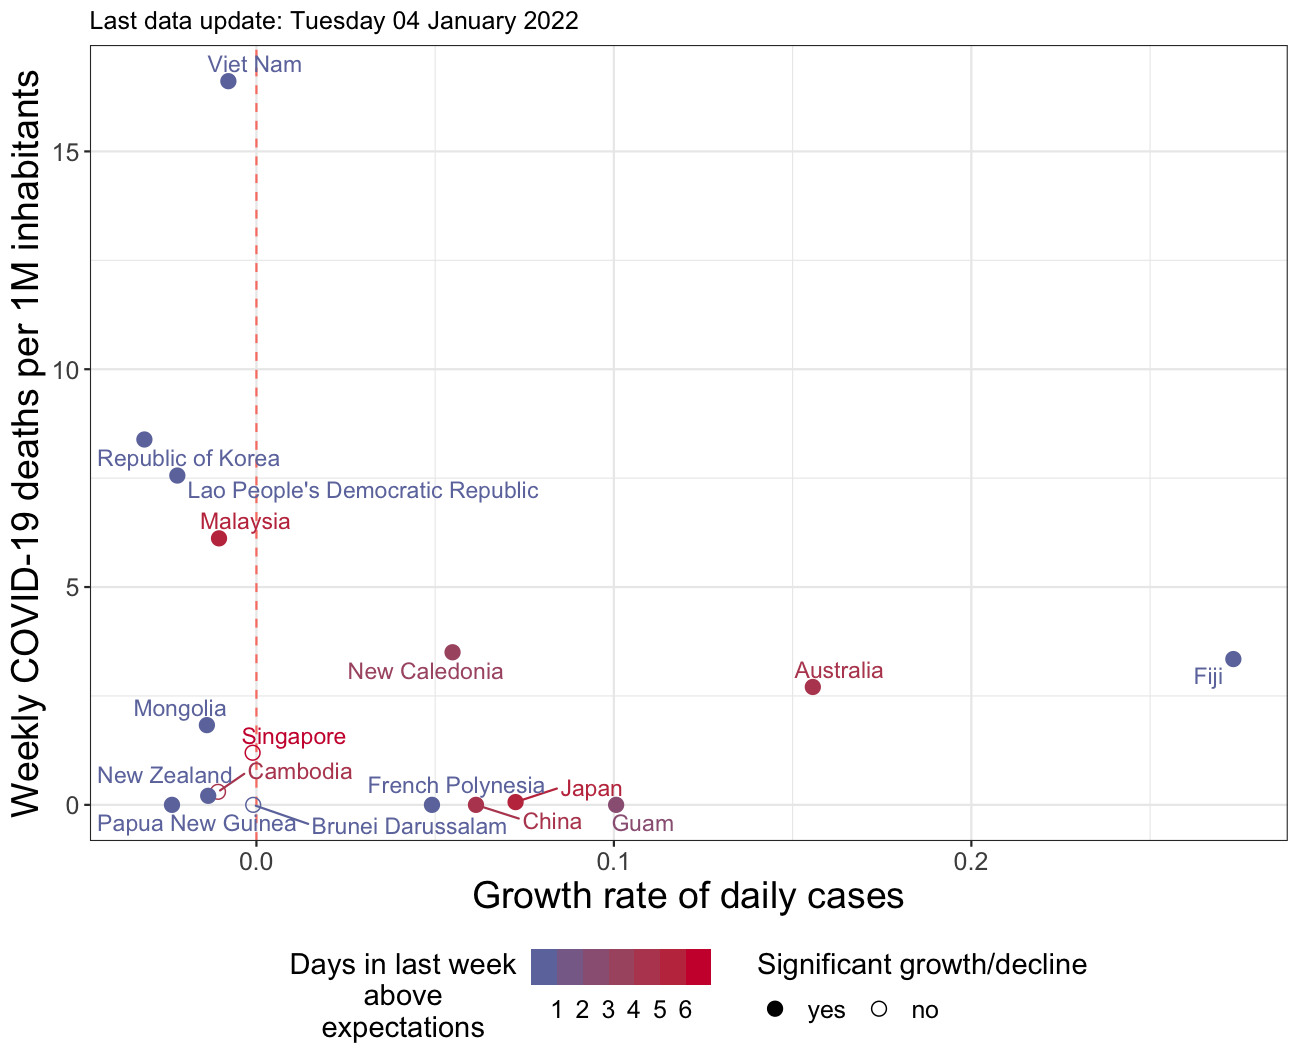 Last data update: Tuesday 04 January 2022
Weekly COVID-19 deaths per 1M inhabitants
15
10
5
0
Viet Nam
Republic of Korea
Lao People's Democratic Republic
Malaysia
New Caledonia
Australia
Fiji
Mongolia
Singapore
New Zealand
Cambodia
French Polynesia
Japan
Papua New Guinea
Brunei Darussalam
China
Guam
0.0
0.1
0.2
Growth rate of daily cases
Days in last week
above
expectations
1 2 3 4 5 6
Significant growth/decline
yes
no